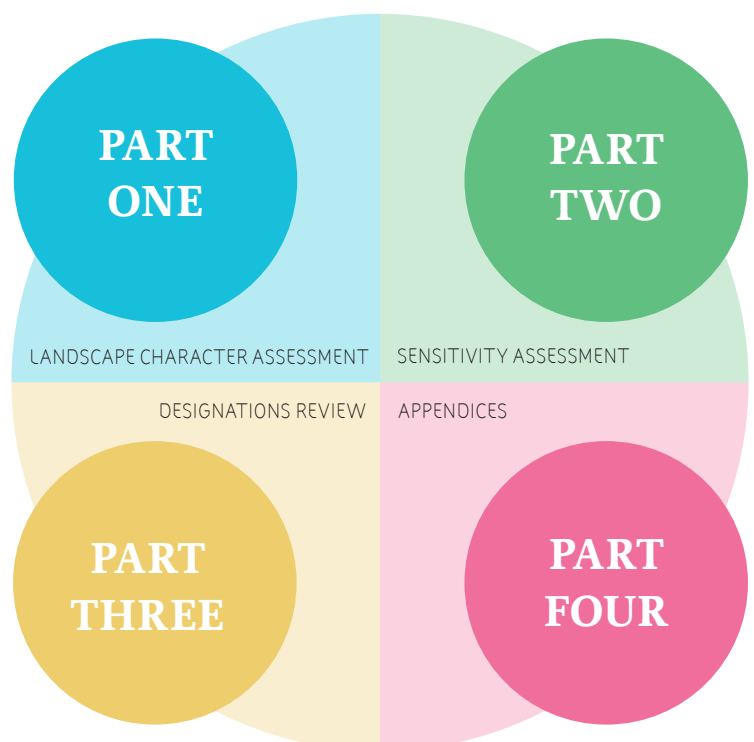 PART
ONE
LANDSCAPE CHARACTER ASSESSMENT
PART
TWO
SENSITIVITY ASSESSMENT
DESIGNATIONS REVIEW
PART
THREE
APPENDICES
PART
FOUR